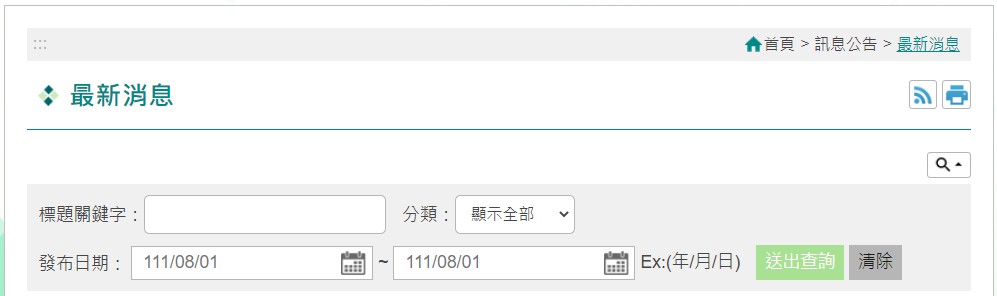 :::
首頁 > 訊息公告 > 最新消息
最新消息
標題關鍵字： 分類： 顯示全部
發布日期： 111/08/01 ~ 111/08/01 Ex:(年/月/日) 送出查詢 清除